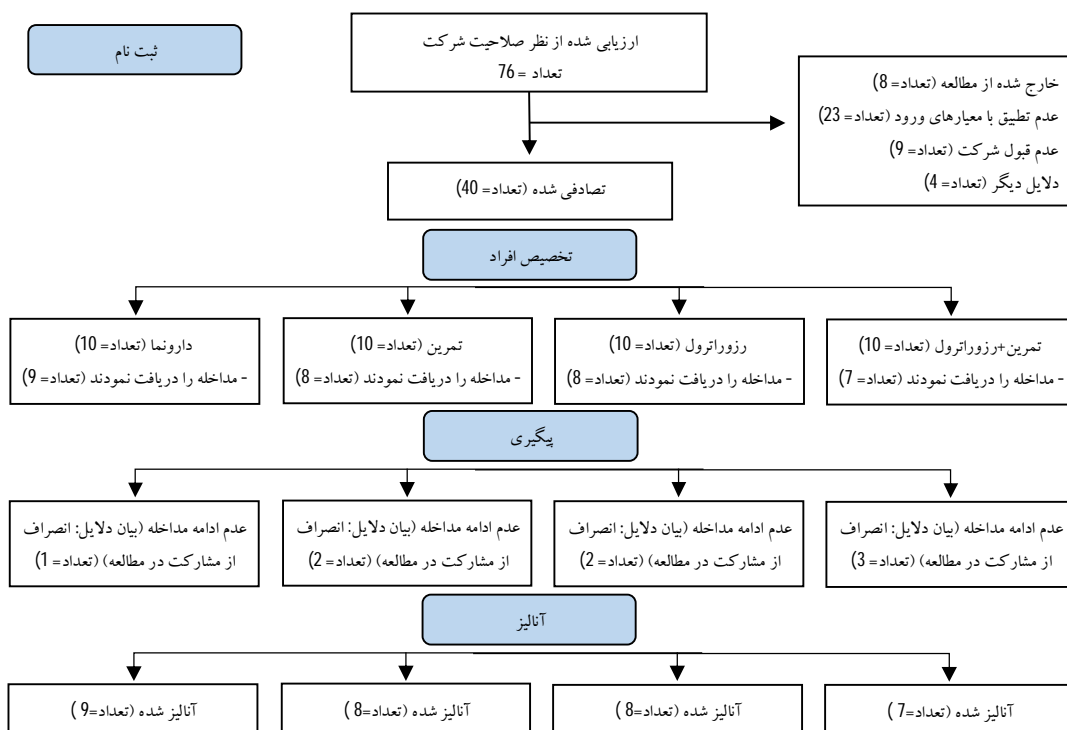 ثبت نام
ارزیابی شده از نظر صلاحیت شرکت
تعداد = 76
خارج شده از مطالعه (تعداد= 8)
عدم تطبیق با معیارهای ورود (تعداد= 23)
عدم قبول شرکت (تعداد= 9)
دلایل دیگر (تعداد= 4)
تصادفی شده (تعداد= 40)
تخصیص افراد
تمرین+رزوراترول (تعداد= 10)
- مداخله را دریافت نمودند (تعداد= 7)
رزوراترول (تعداد= 10)
- مداخله را دریافت نمودند (تعداد= 8)
تمرین (تعداد= 10)
- مداخله را دریافت نمودند (تعداد= 8)
دارونما (تعداد= 10)
- مداخله را دریافت نمودند (تعداد= 9)
پیگیری
عدم ادامه مداخله (بیان دلایل: انصراف
از مشارکت در مطالعه) (تعداد= 3)
عدم ادامه مداخله (بیان دلایل: انصراف
از مشارکت در مطالعه) (تعداد= 2)
عدم ادامه مداخله (بیان دلایل: انصراف
از مشارکت در مطالعه) (تعداد= 2)
عدم ادامه مداخله (بیان دلایل: انصراف
از مشارکت در مطالعه) (تعداد= 1)
آنالیز
آنالیز شده (تعداد=7 )
آنالیز شده (تعداد=8 )
آنالیز شده (تعداد=8 )
آنالیز شده (تعداد=9 )